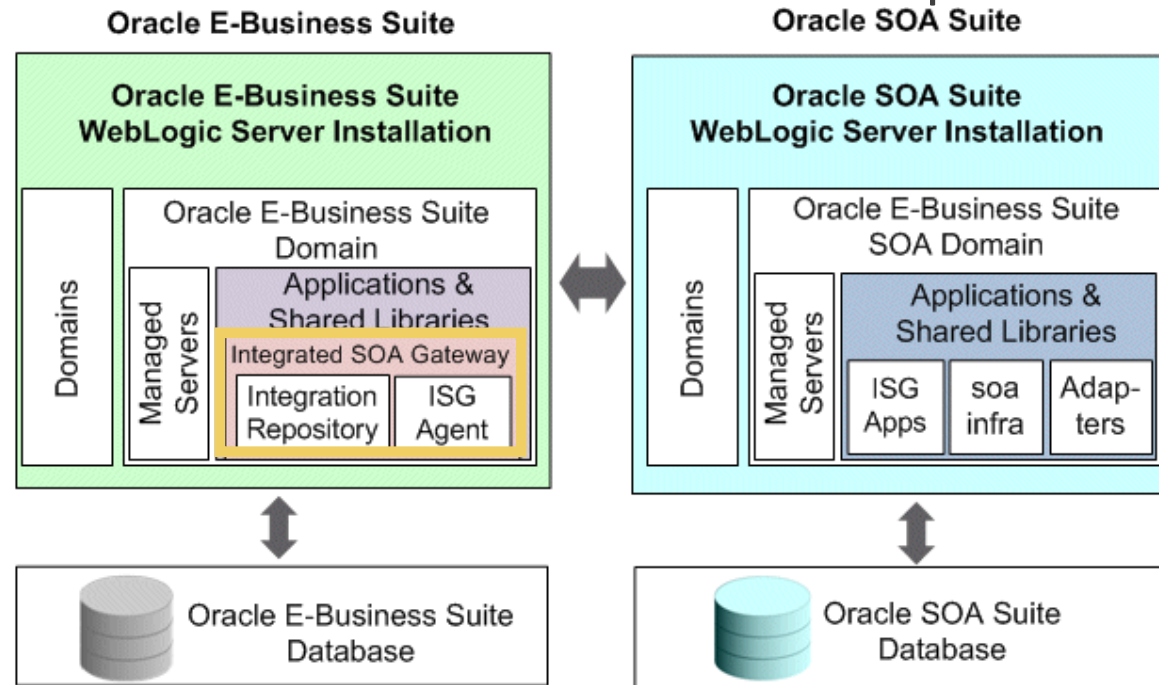 Oracle E-Business Suite
Oracle SOA Suite
Oracle E-Business Suite
WebLogic Server Installation
Domains
Oracle E-Business Suite
Domain
Managed
Servers
Applications &
Shared Libraries
Integrated SOA Gateway
Integration
Repository
ISG
Agent
Oracle SOA Suite
WebLogic Server Installation
Domains
Oracle E-Business Suite
SOA Domain
Managed
Servers
Applications &
Shared Libraries
ISG
Apps
soa
infra
Adap-
ters
Oracle E-Business Suite
Database
Oracle SOA Suite
Database